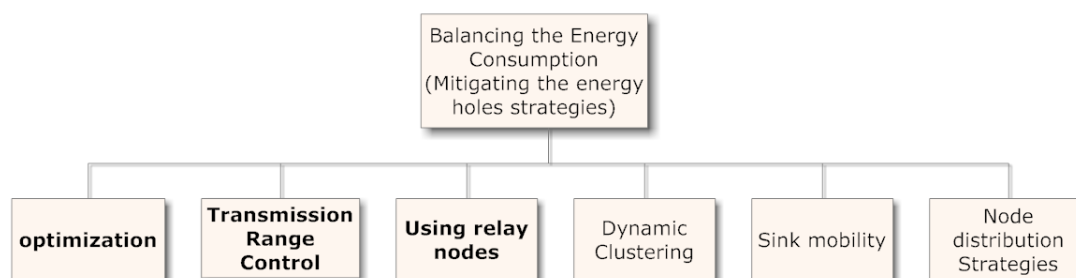 Balancing the Energy
Consumption
(Mitigating the energy
holes strategies)
optimization
Transmission
Range
Control
Using relay
nodes
Dynamic
Clustering
Sink mobility
Node
distribution
Strategies